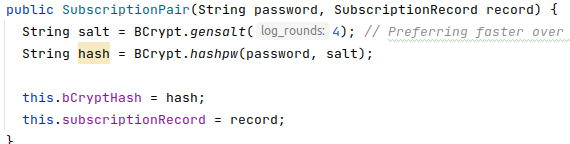 public SubscriptionPair(String password, SubscriptionRecord record) {
String salt = BCrypt.gensalt( log_rounds: 4); // Preferring faster over
String hash = BCrypt.hashpw(password, salt);
this.bCryptHash = hash;
this.subscriptionRecord = record;
}